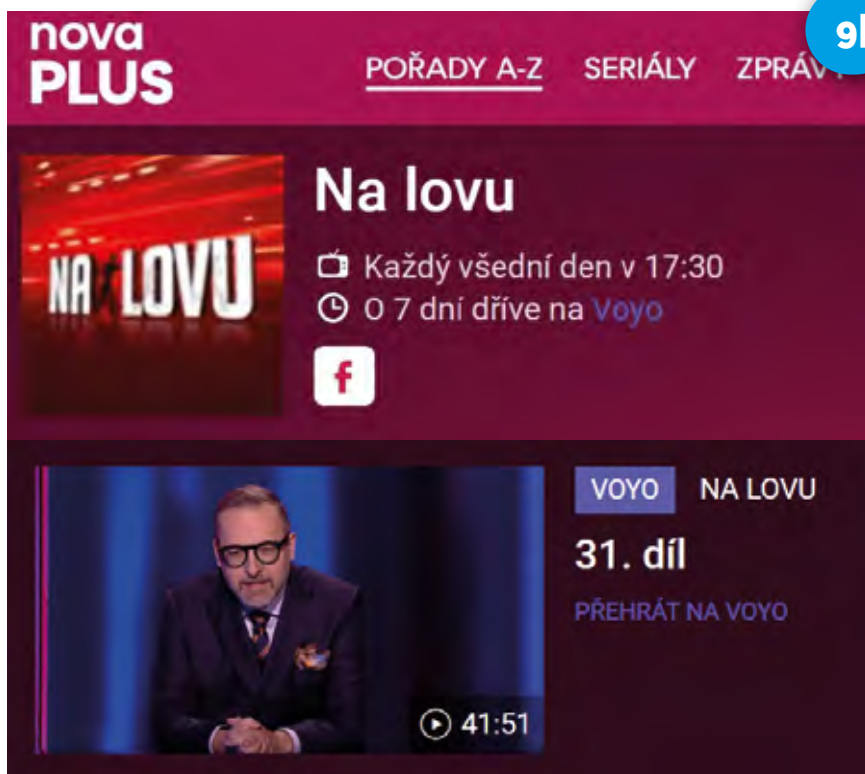 nova
PLUS
POŘADY A-Z SERIÁLY
Na lovu
NA LOVU
Každý všední den v 17:30
O 7 dní dříve na Voyo
f
VOYO NA LOVU
31. díl
PŘEHRÁT NA VOYO
41:51